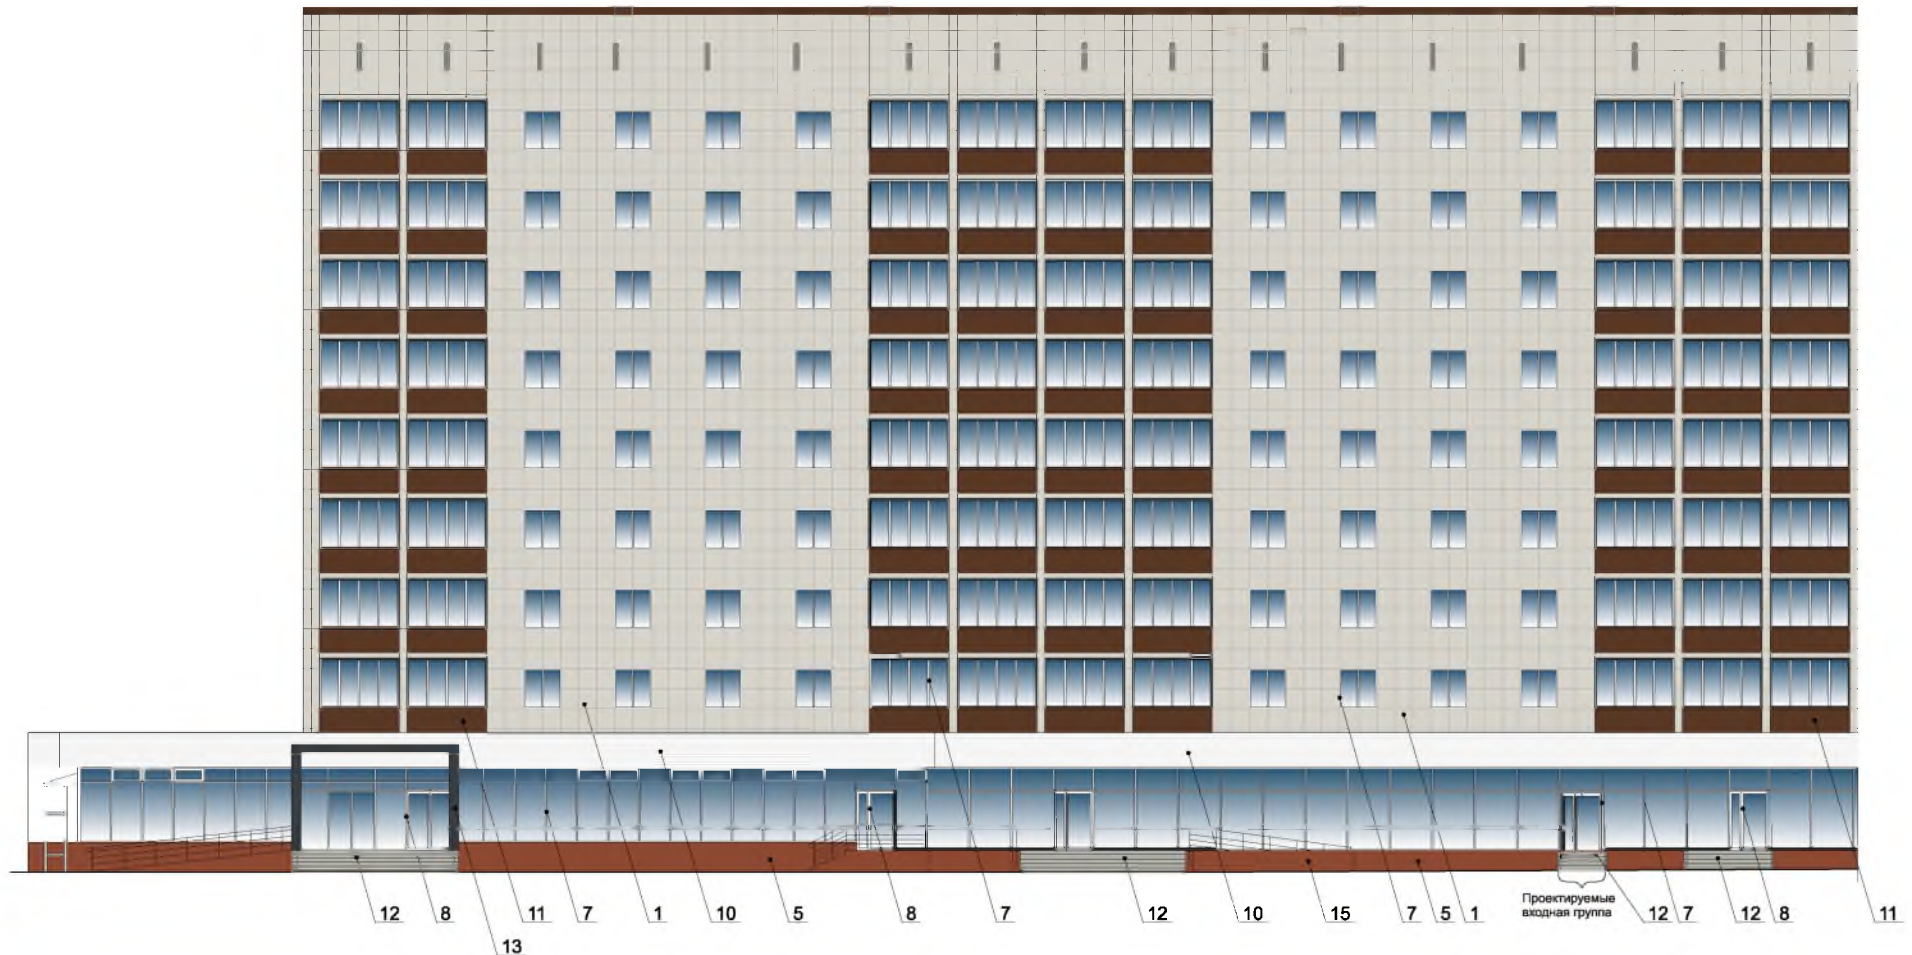 12 8 11 7 1 10 5 8 7 12 10 15 7 5 1 12 7 12 8 11
Проектируемые
входная группа
13